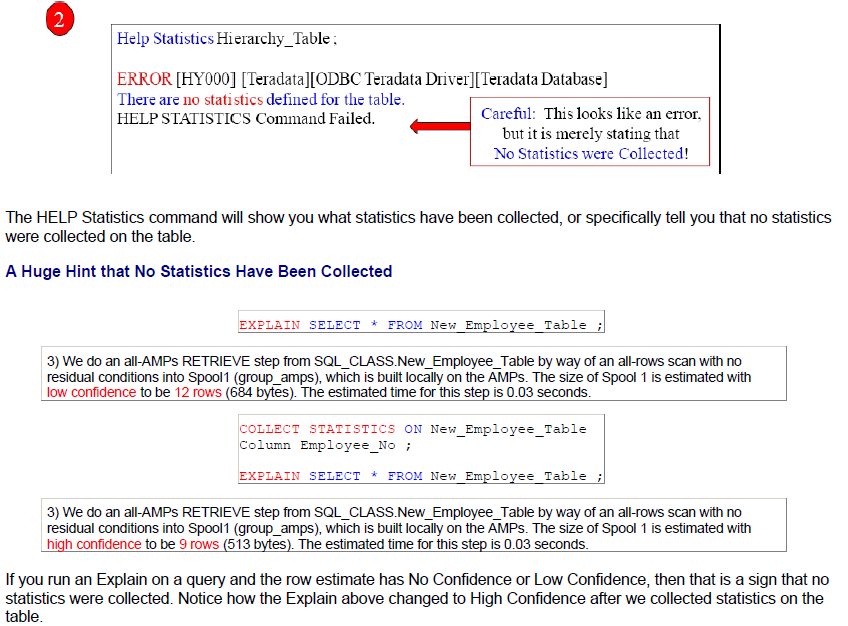 2
Help Statistics Hierarchy_Table ;
ERROR [HY000] [Teradata][ODBC Teradata Driver][Teradata Database]
There are no statistics defined for the table.
HELP STATISTICS Command Failed.
Careful: This looks like an error,
but it is merely stating that
No Statistics were Collected!
The HELP Statistics command will show you what statistics have been collected, or specifically tell you that no statistics
were collected on the table.
A Huge Hint that No Statistics Have Been Collected
EXPLAIN SELECT * FROM New_Employee_Table ;
3) We do an all-AMPs RETRIEVE step from SQL_CLASS.New_Employee_Table by way of an all-rows scan with no
residual conditions into Spool1 (group_amps), which is built locally on the AMPs. The size of Spool 1 is estimated with
low confidence to be 12 rows (684 bytes). The estimated time for this step is 0.03 seconds.
COLLECT STATISTICS ON New_Employee_Table
Column Employee_No ;
EXPLAIN SELECT * FROM New_Employee_Table ;
3) We do an all-AMPs RETRIEVE step from SQL_CLASS.New_Employee_Table by way of an all-rows scan with no
residual conditions into Spool1 (group_amps), which is built locally on the AMPs. The size of Spool 1 is estimated with
high confidence to be 9 rows (513 bytes). The estimated time for this step is 0.03 seconds.
If you run an Explain on a query and the row estimate has No Confidence or Low Confidence, then that is a sign that no
statistics were collected. Notice how the Explain above changed to High Confidence after we collected statistics on the
table.